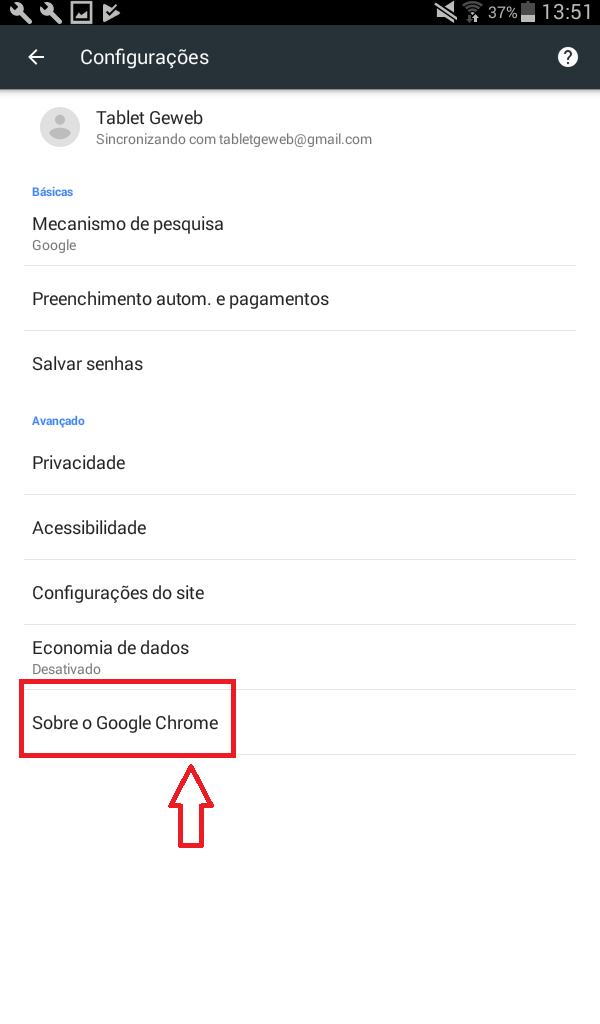 37% 13:51
Configurações
Tablet Geweb
Sincronizando com tabletgeweb@gmail.com
Básicas
Mecanismo de pesquisa
Google
Preenchimento autom. e pagamentos
Salvar senhas
Avançado
Privacidade
Acessibilidade
Configurações do site
Economia de dados
Desativado
Sobre o Google Chrome